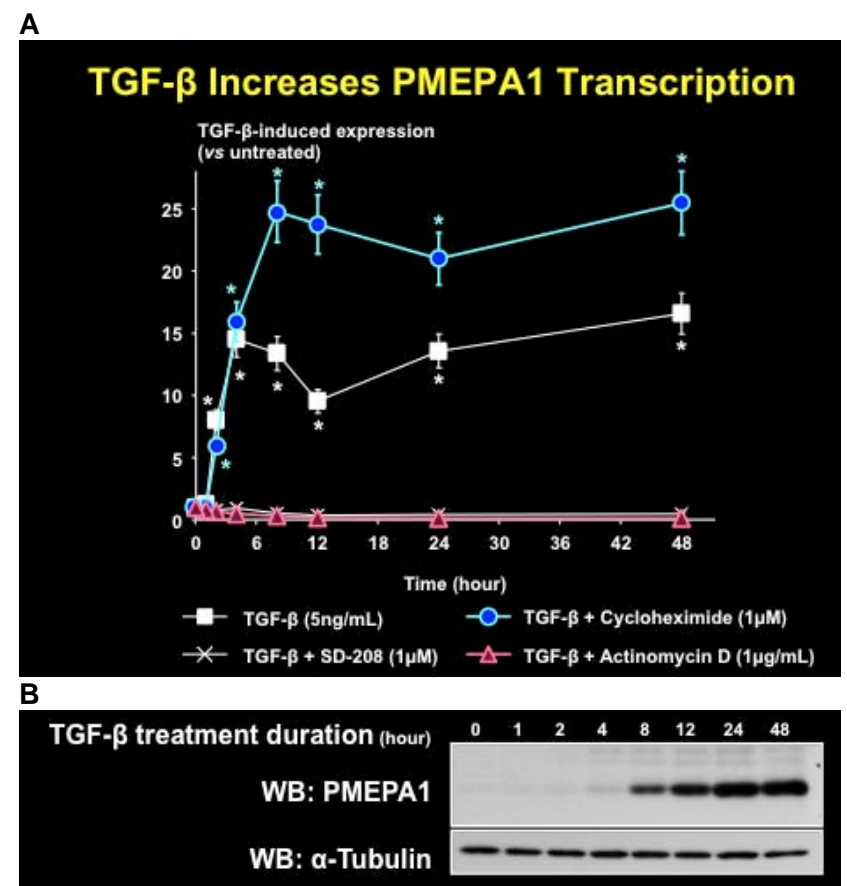 A
TGF-β Increases PMEPA1 Transcription
TGF-β-induced expression
(vs untreated)
25
20
15
10
5
0
0 6 12 18 24 30 36 42 48
Time (hour)
TGF-β (5ng/mL)
TGF-β + Cycloheximide (1µM)
TGF-β + SD-208 (1µM)
TGF-β + Actinomycin D (1µg/mL)
B
TGF-β treatment duration (hour) 0 1 2 4 8 12 24 48
WB: PMEPA1
WB: α-Tubulin